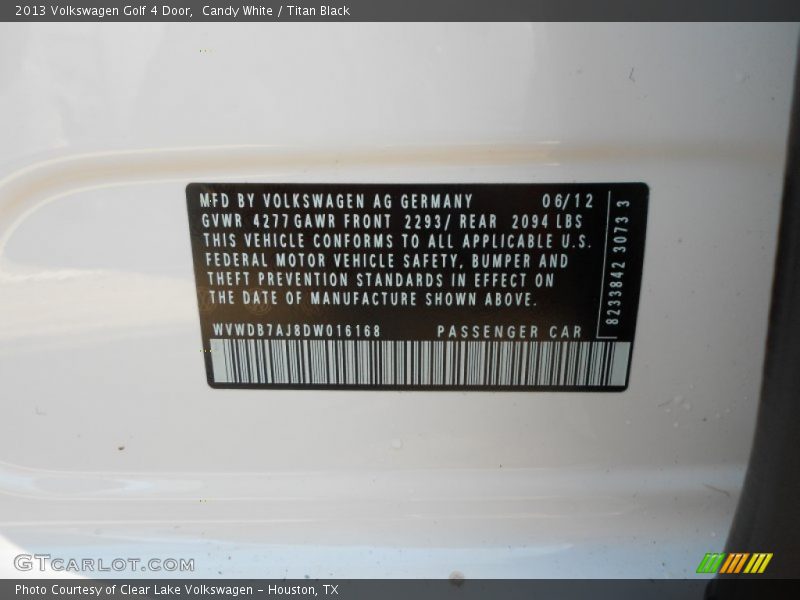 2013 Volkswagen Golf 4 Door,  Candy White / Titan Black
MFD BY VOLKSWAGEN AG GERMANY 06/12
GVWR 4277 GAWR FRONT 2293/ REAR 2094 LBS
THIS VEHICLE CONFORMS TO ALL APPLICABLE U.S.
FEDERAL MOTOR VEHICLE SAFETY, BUMPER AND
THEFT PREVENTION STANDARDS IN EFFECT ON
THE DATE OF MANUFACTURE SHOWN ABOVE.
WVWDB7AJ8DW016168 PASSENGER CAR
8233842 3073 3
GTCARLOT.COM
Photo Courtesy of Clear Lake Volkswagen - Houston, TX